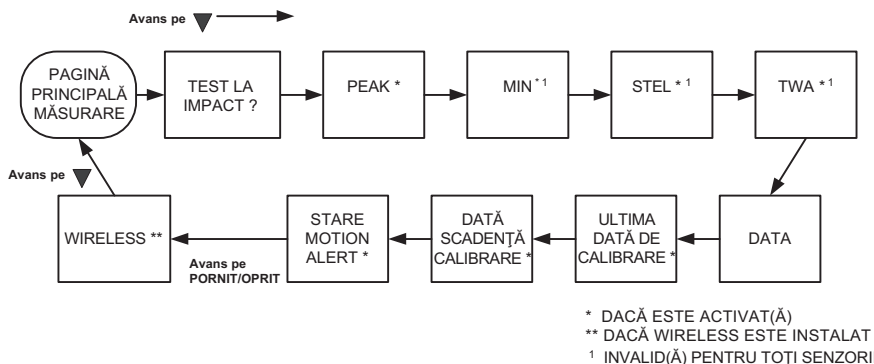 Avans pe
PAGINĂ
PRINCIPALĂ
MĂSURARE
TEST LA
IMPACT ?
PEAK *
MIN * 1
STEL * 1
TWA * 1
Avans pe
WIRELESS **
Avans pe
PORNIT/OPRIT
STARE
MOTION
ALERT *
DATĂ
SCADENŢĂ
CALIBRARE *
ULTIMA
DATĂ DE
CALIBRARE *
DATA
* DACĂ ESTE ACTIVAT(Ă)
** DACĂ WIRELESS ESTE INSTALAT
1 INVALID(Ă) PENTRU TOŢI SENZORII